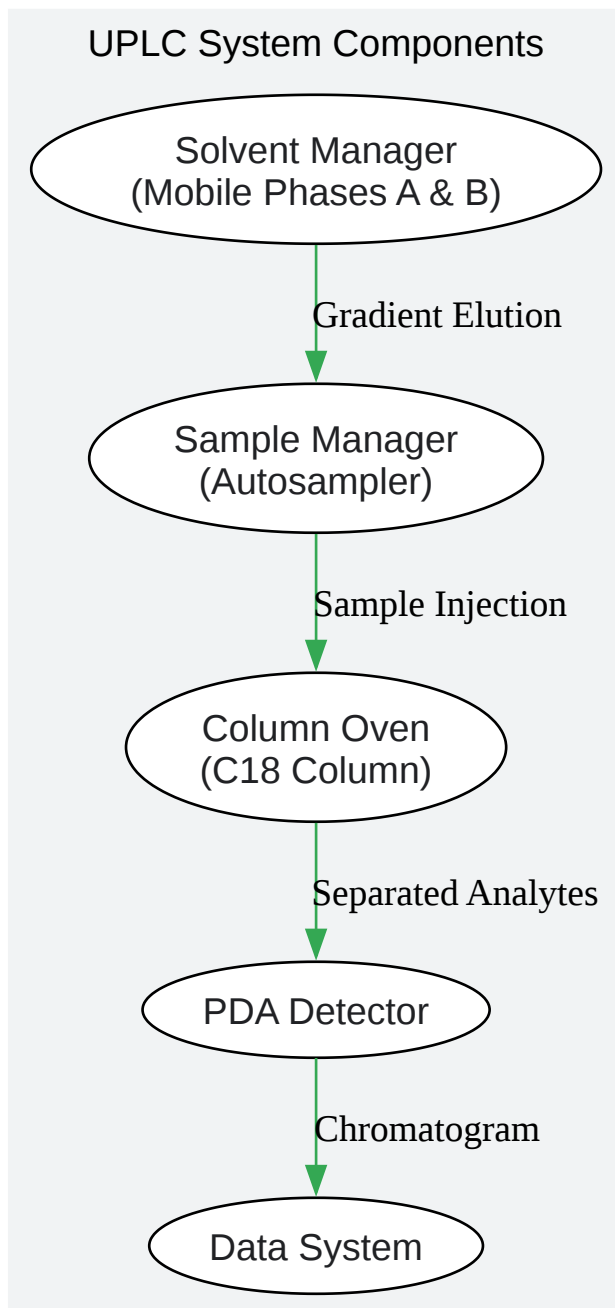 UPLC System Components
Solvent Manager
(Mobile Phases A & B)
Gradient Elution
Sample Manager
(Autosampler)
Sample Injection
Column Oven
(C18 Column)
Separated Analytes
PDA Detector
Chromatogram
Data System